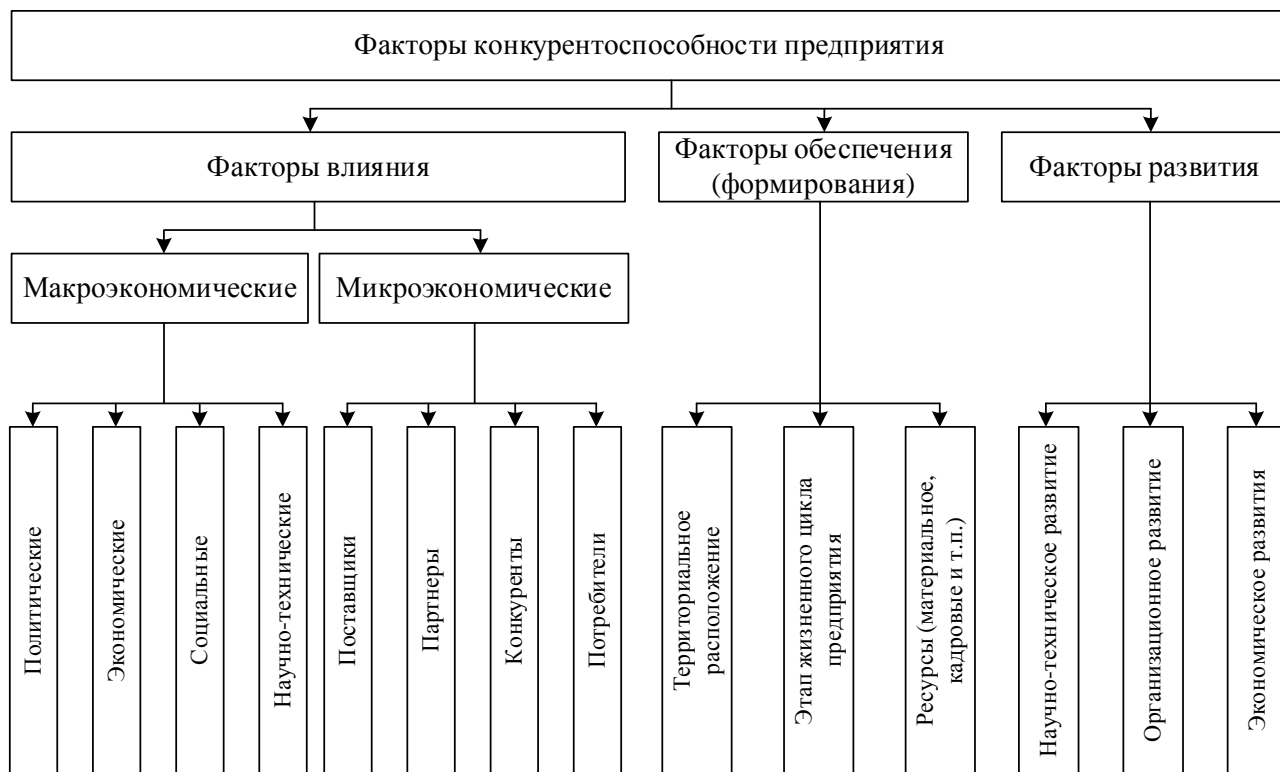 Факторы конкурентоспособности предприятия
Факторы влияния
Факторы обеспечения
(формирования)
Факторы развития
Макроэкономические
Микроэкономические
Политические
Экономические
Социальные
Научно-технические
Поставщики
Партнеры
Конкуренты
Потребители
Территориальное
расположение
Этап жизненного цикла
предприятия
Ресурсы (материальное,
кадровые и т.п.)
Научно-техническое развитие
Организационное развитие
Экономическое развития